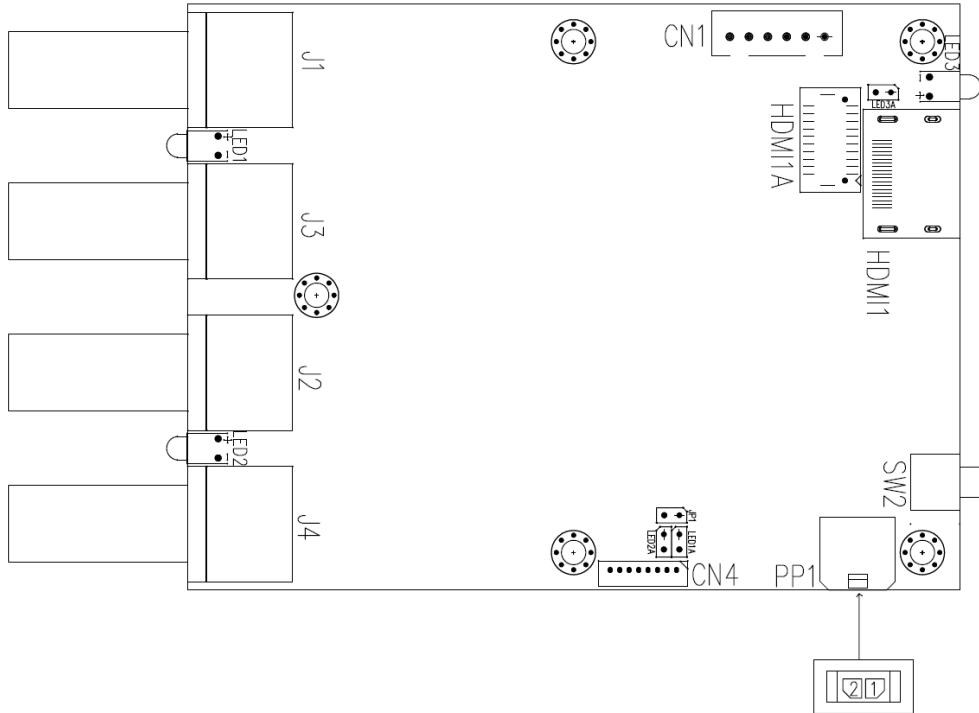 J1
CN1
LED3
LED3A
HDMI1A
LED1
J3
HDMI1
J2
LED2
SW2
J4
JP1
LED2A
LED1A
CN4
PP1
2 1